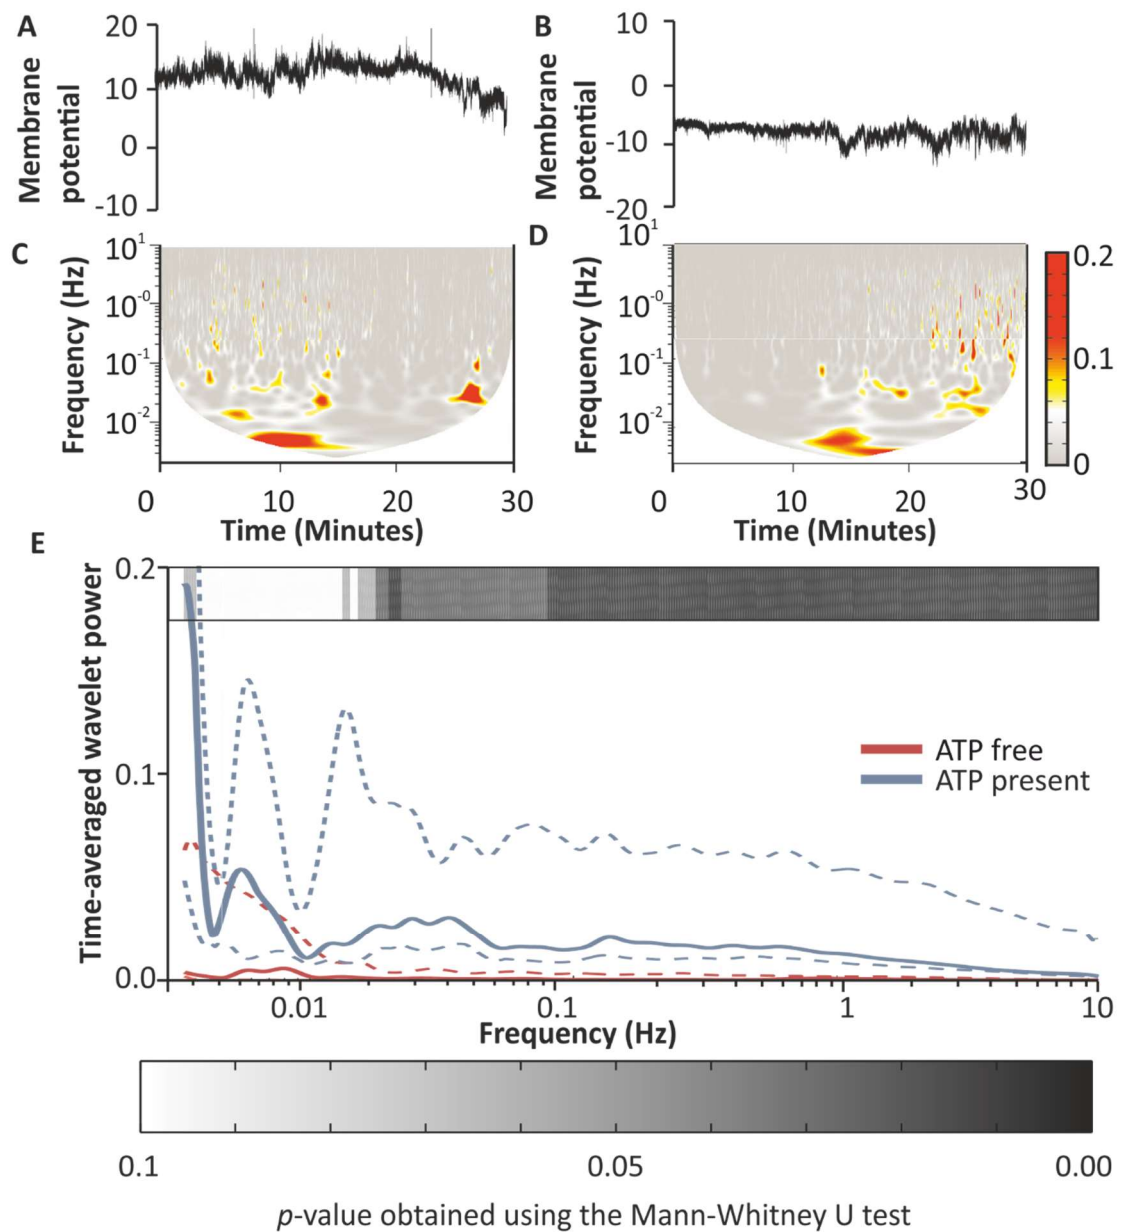 A
B
20
10
0
-10
Membrane
potential
10
0
-10
-20
Membrane
potential
C
D
10¹
10⁻⁰
10⁻¹
10⁻²
Frequency (Hz)
0 10 20 30
Time (Minutes)
10¹
10⁻⁰
10⁻¹
10⁻²
Frequency (Hz)
0 10 20 30
Time (Minutes)
0.2
0.1
0
E
0.2
0.1
0.0
Time-averaged wavelet power
ATP free
ATP present
0.01 0.1 1 10
Frequency (Hz)
0.1 0.05 0.00
p-value obtained using the Mann-Whitney U test